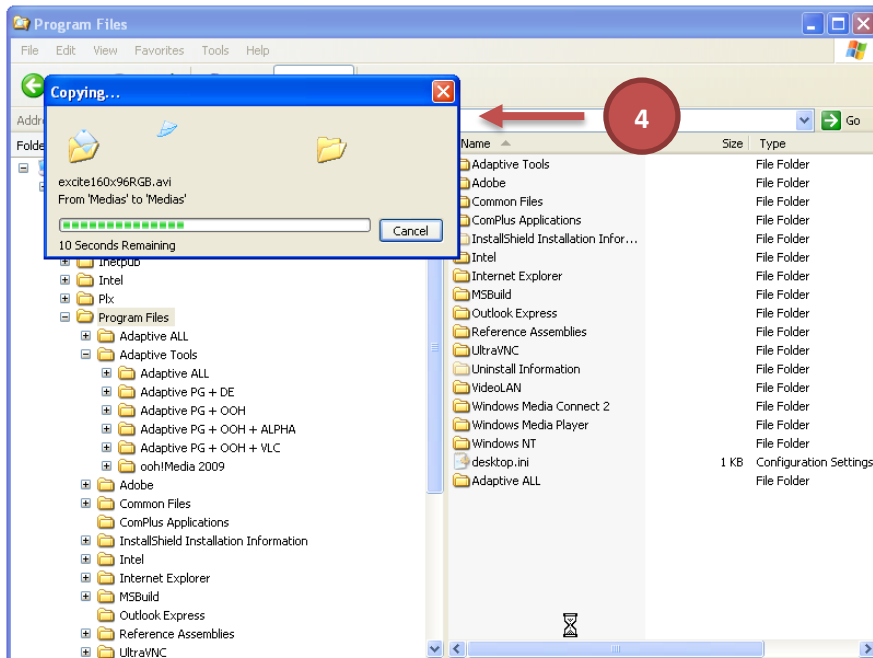 Program Files
File Edit View Favorites Tools Help
Go
Copying...
excite160x96RGB.avi
From 'Medias' to 'Medias'
Cancel
10 Seconds Remaining
4
Inetpub
Intel
Plx
Program Files
Adaptive ALL
Adaptive Tools
Adaptive ALL
Adaptive PG + DE
Adaptive PG + OOH
Adaptive PG + OOH + ALPHA
Adaptive PG + OOH + VLC
ooh!Media 2009
Adobe
Common Files
ComPlus Applications
InstallShield Installation Information
Intel
Internet Explorer
MSBuild
Outlook Express
Reference Assemblies
UltraVNC
Name Size Type
Adaptive Tools File Folder
Adobe File Folder
Common Files File Folder
ComPlus Applications File Folder
InstallShield Installation Infor... File Folder
Intel File Folder
Internet Explorer File Folder
MSBuild File Folder
Outlook Express File Folder
Reference Assemblies File Folder
UltraVNC File Folder
Uninstall Information File Folder
VideoLAN File Folder
Windows Media Connect 2 File Folder
Windows Media Player File Folder
Windows NT File Folder
desktop.ini 1 KB Configuration Settings
Adaptive ALL File Folder